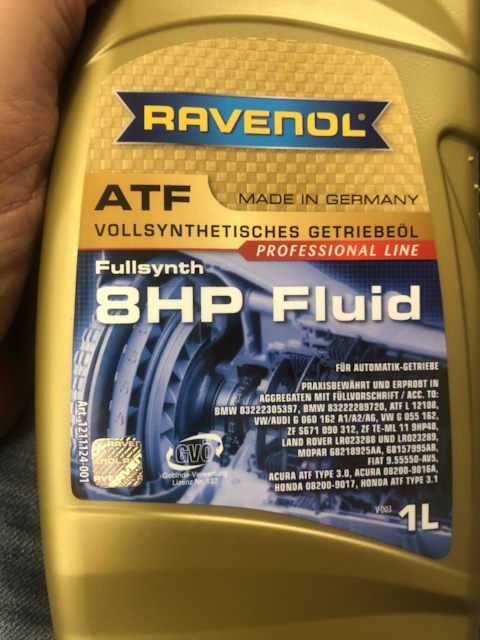 RAVENOL®
ATF
MADE IN GERMANY
VOLLSYNTHETISCHES GETRIEBEÖL
PROFESSIONAL LINE
Fullsynth
8HP Fluid
FÜR AUTOMATIK-GETRIEBE
PRAXISBEWÄHRT UND ERPROBT IN
AGGREGATEN MIT FÜLLVORSCHRIFT / ACC. TO:
BMW 83222305397, BMW 83222289720, ATF L 12108,
VW/AUDI G 060 162 A1/A2/A6, VW G 055 162,
ZF S671 090 312, ZF TE-ML 11 9HP48,
LAND ROVER LR023288 UND LR023289,
MOPAR 68218925AA, 68157995AB,
FIAT 9.55550-AV5,
ACURA ATF TYPE 3.0, ACURA 08200-9016A,
HONDA 08200-9017, HONDA ATF TYPE 3.1
Art. 1211124-001
RAVENOL
GVÖ
Gebinde-Verwertung
Lizenz Nr. 137
V003
1L